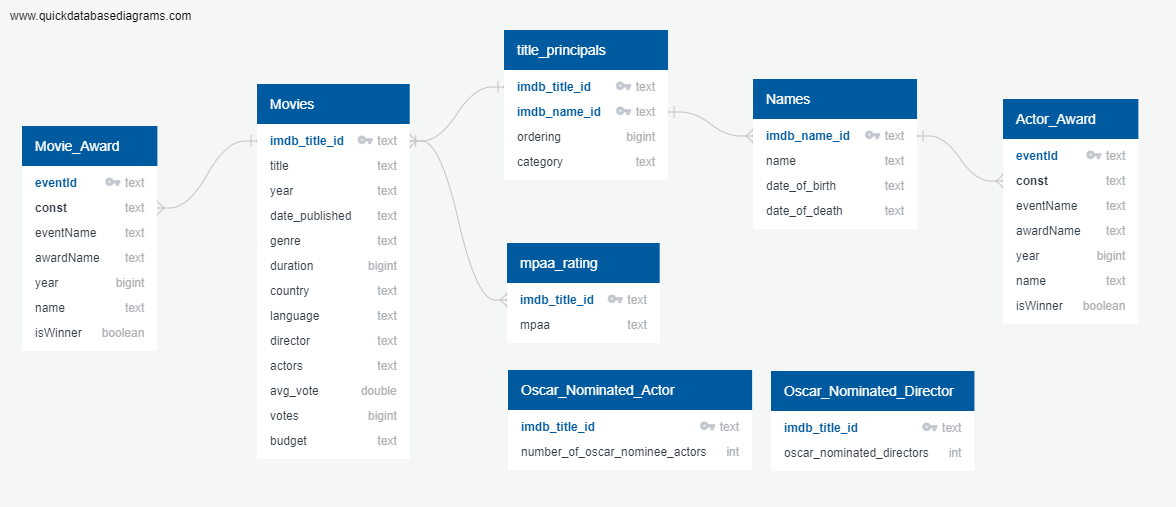 www.quickdatabasediagrams.com
Movie_Award
eventId text
const text
eventName text
awardName text
year bigint
name text
isWinner boolean
Movies
imdb_title_id text
title text
year text
date_published text
genre text
duration bigint
country text
language text
director text
actors text
avg_vote double
votes bigint
budget text
title_principals
imdb_title_id text
imdb_name_id text
ordering bigint
category text
mpaa_rating
imdb_title_id text
mpaa text
Names
imdb_name_id text
name text
date_of_birth text
date_of_death text
Actor_Award
eventId text
const text
eventName text
awardName text
year bigint
name text
isWinner boolean
Oscar_Nominated_Actor
imdb_title_id text
number_of_oscar_nominee_actors int
Oscar_Nominated_Director
imdb_title_id text
oscar_nominated_directors int